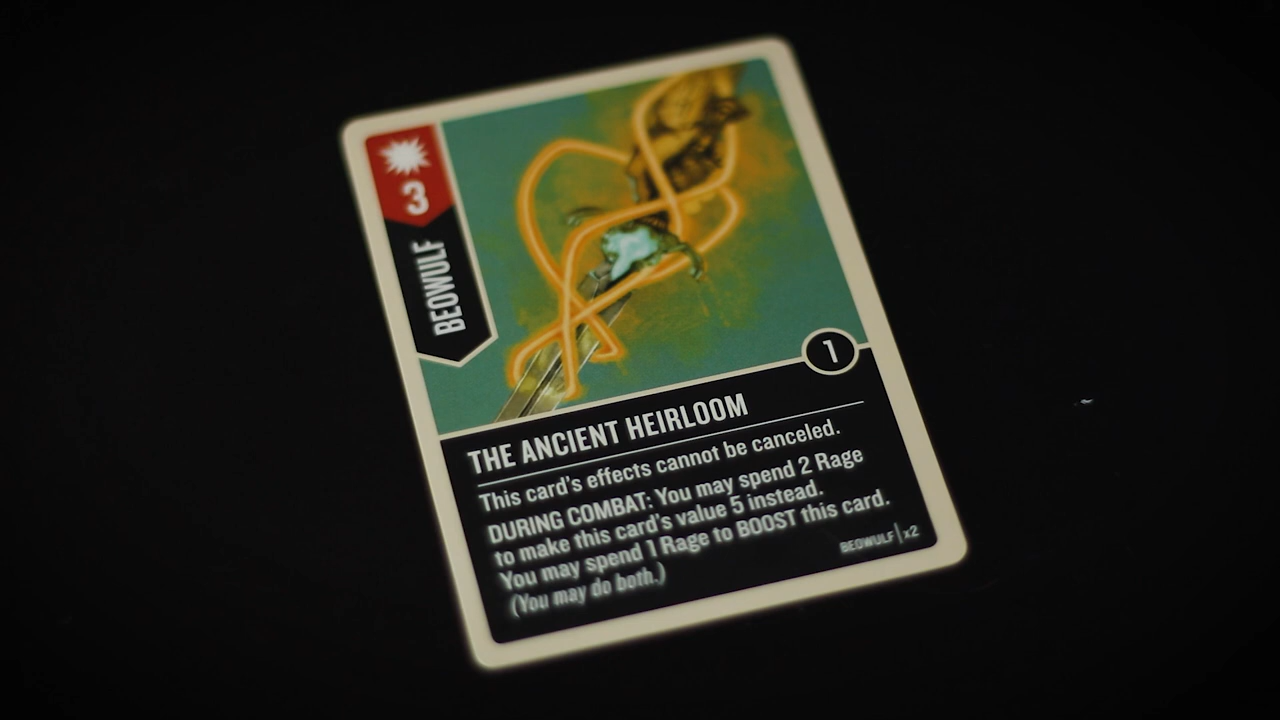 3
BEOWULF
1
THE ANCIENT HEIRLOOM
This card's effects cannot be canceled.
DURING COMBAT: You may spend 2 Rage
to make this card's value 5 instead.
You may spend 1 Rage to BOOST this card.
(You may do both.)
BEOWULF | x2